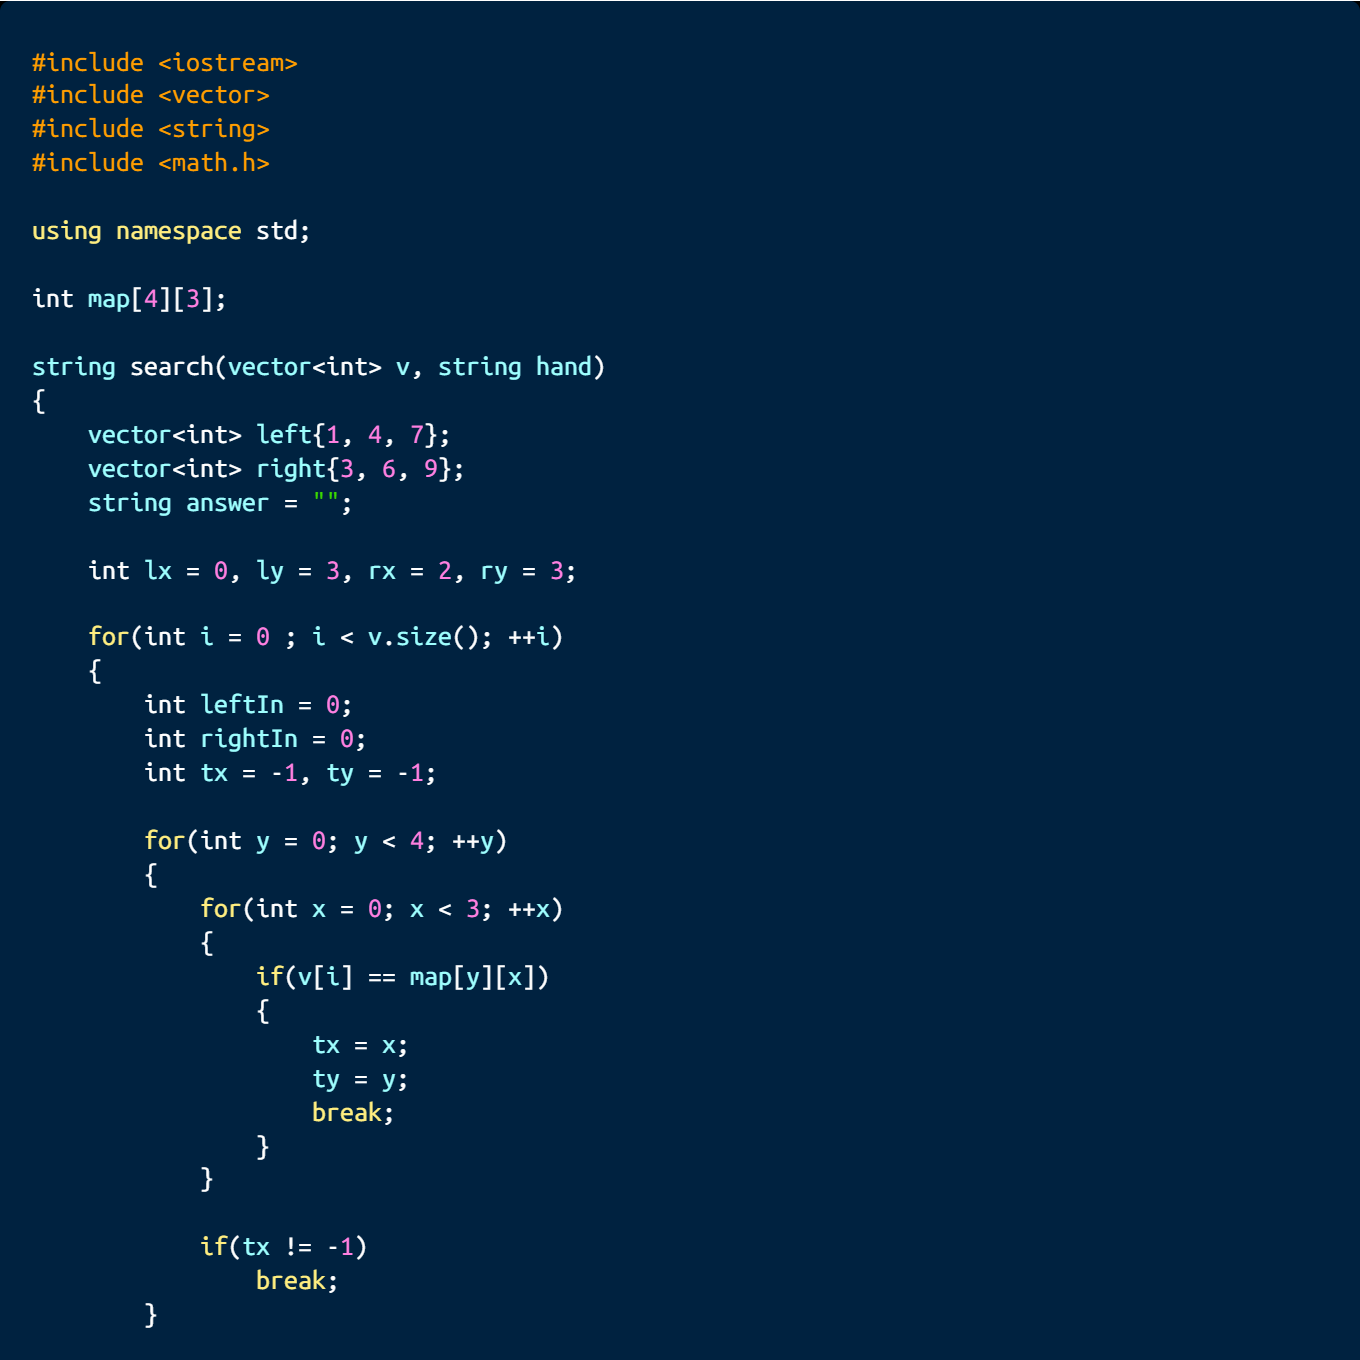 #include <iostream>
#include <vector>
#include <string>
#include <math.h>

using namespace std;

int map[4][3];

string search(vector<int> v, string hand)
{
    vector<int> left{1, 4, 7};
    vector<int> right{3, 6, 9};
    string answer = "";

    int lx = 0, ly = 3, rx = 2, ry = 3;

    for(int i = 0 ; i < v.size(); ++i)
    {
        int leftIn = 0;
        int rightIn = 0;
        int tx = -1, ty = -1;

        for(int y = 0; y < 4; ++y)
        {
            for(int x = 0; x < 3; ++x)
            {
                if(v[i] == map[y][x])
                {
                    tx = x;
                    ty = y;
                    break;
                }
            }

            if(tx != -1)
                break;
        }